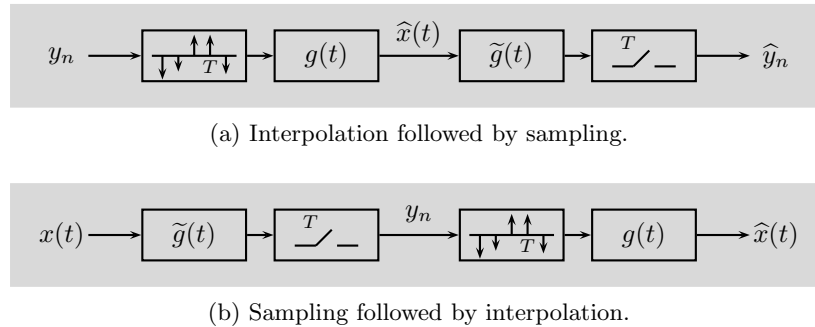 yₙ T g(t) x̂(t) g̃(t) T ŷₙ
(a) Interpolation followed by sampling.
x(t) g̃(t) T yₙ T g(t) x̂(t)
(b) Sampling followed by interpolation.